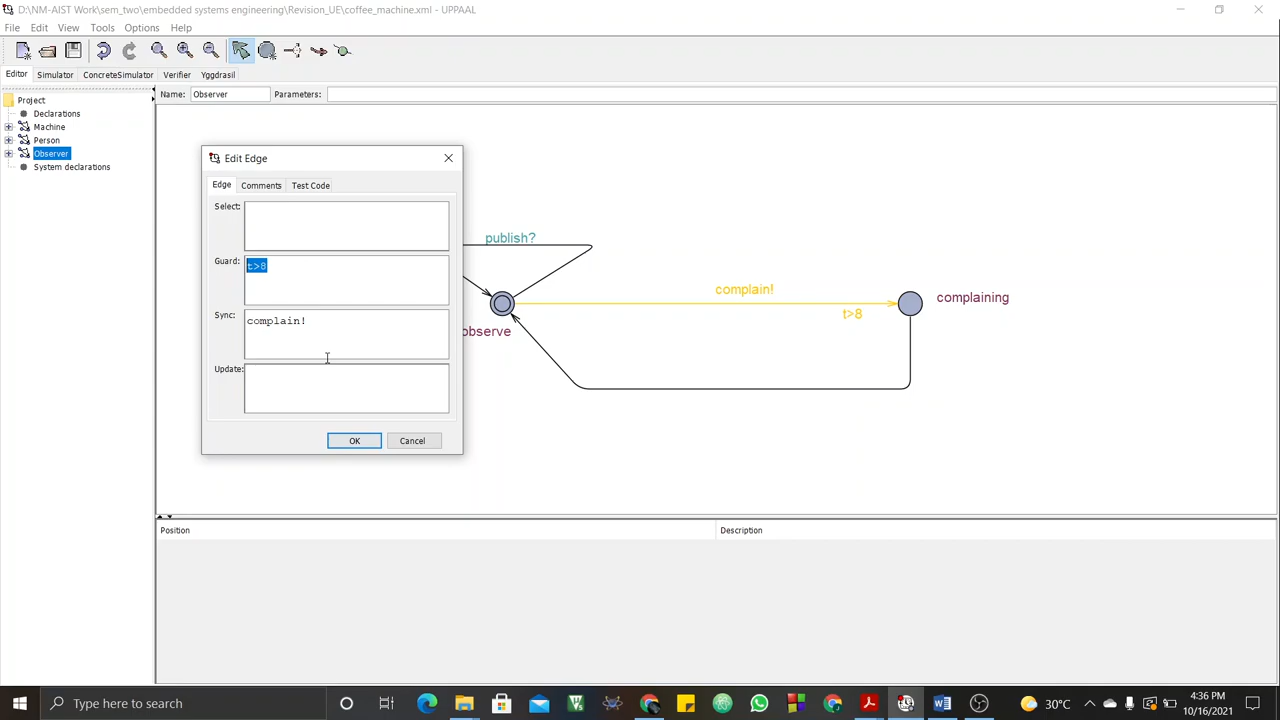 D:\NM-AIST Work\sem_two\embedded systems engineering\Revision_UE\coffee_machine.xml - UPPAAL
File Edit View Tools Options Help
Editor Simulator ConcreteSimulator Verifier Yggdrasil
Project
Declarations
Machine
Person
Observer
System declarations
Name: Observer Parameters:
Edit Edge
Edge Comments Test Code
Select:
Guard: t>8
Sync: complain!
Update:
OK Cancel
publish?
complain!
t>8
complaining
observe
Position Description
Type here to search
30°C
4:36 PM
10/16/2021